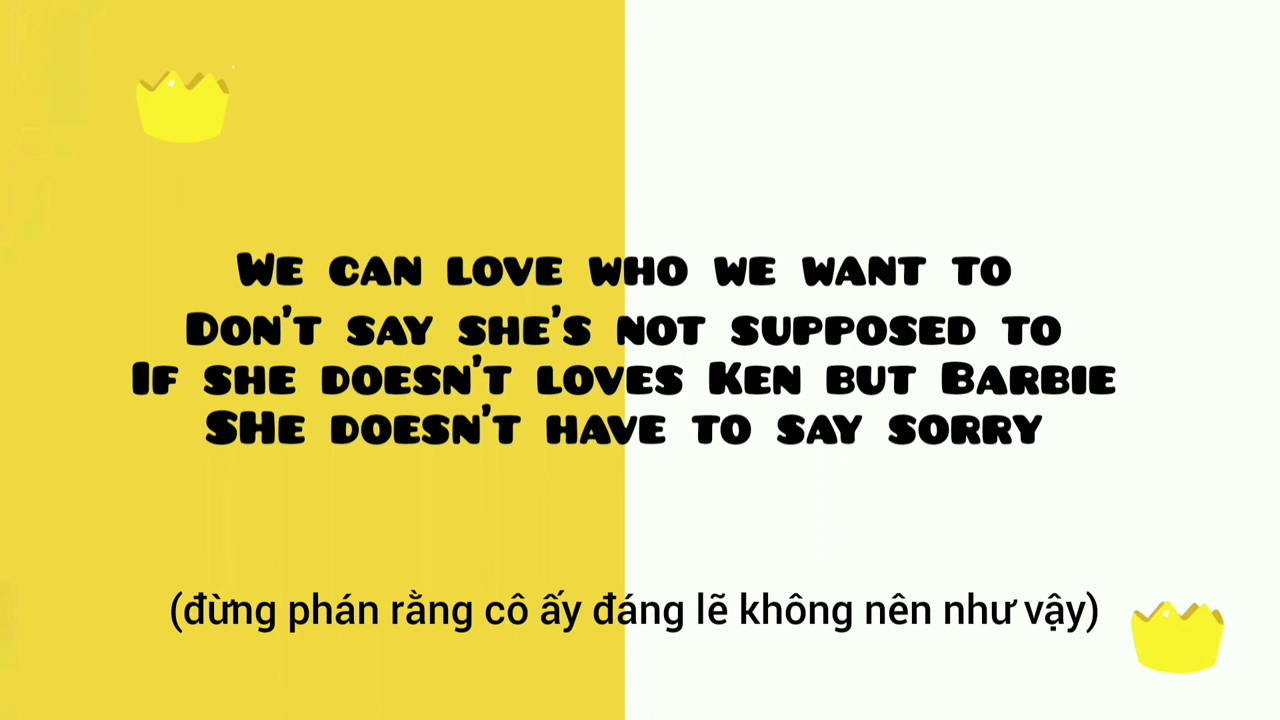 We can love who we want to
Don't say she's not supposed to
If she doesn't loves Ken but Barbie
SHe doesn't have to say sorry
(đừng phán rằng cô ấy đáng lẽ không nên như vậy)